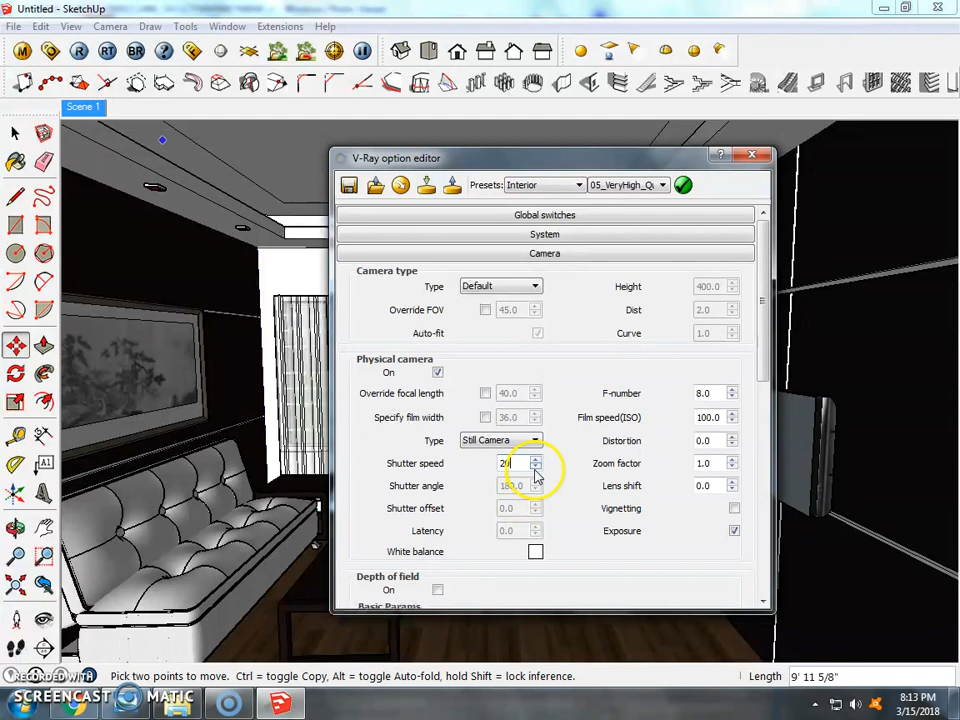 Untitled - SketchUp
File Edit View Camera Draw Tools Window Extensions Help
M R RT BR
Scene 1
V-Ray option editor
Presets: Interior 05_VeryHigh_Qu
Global switches
System
Camera
Camera type
Type Default Height 400.0
Override FOV 45.0 Dist 2.0
Auto-fit Curve 1.0
Physical camera
On
Override focal length 40.0 F-number 8.0
Specify film width 36.0 Film speed(ISO) 100.0
Type Still Camera Distortion 0.0
Shutter speed 20 Zoom factor 1.0
Shutter angle 180.0 Lens shift 0.0
Shutter offset 0.0 Vignetting
Latency 0.0 Exposure
White balance
Depth of field
On
Basic Params
Pick two points to move. Ctrl = toggle Copy, Alt = toggle Auto-fold, hold Shift = lock inference. Length 9' 11 5/8"
RECORDED WITH
SCREENCAST MATIC
8:13 PM
3/15/2018